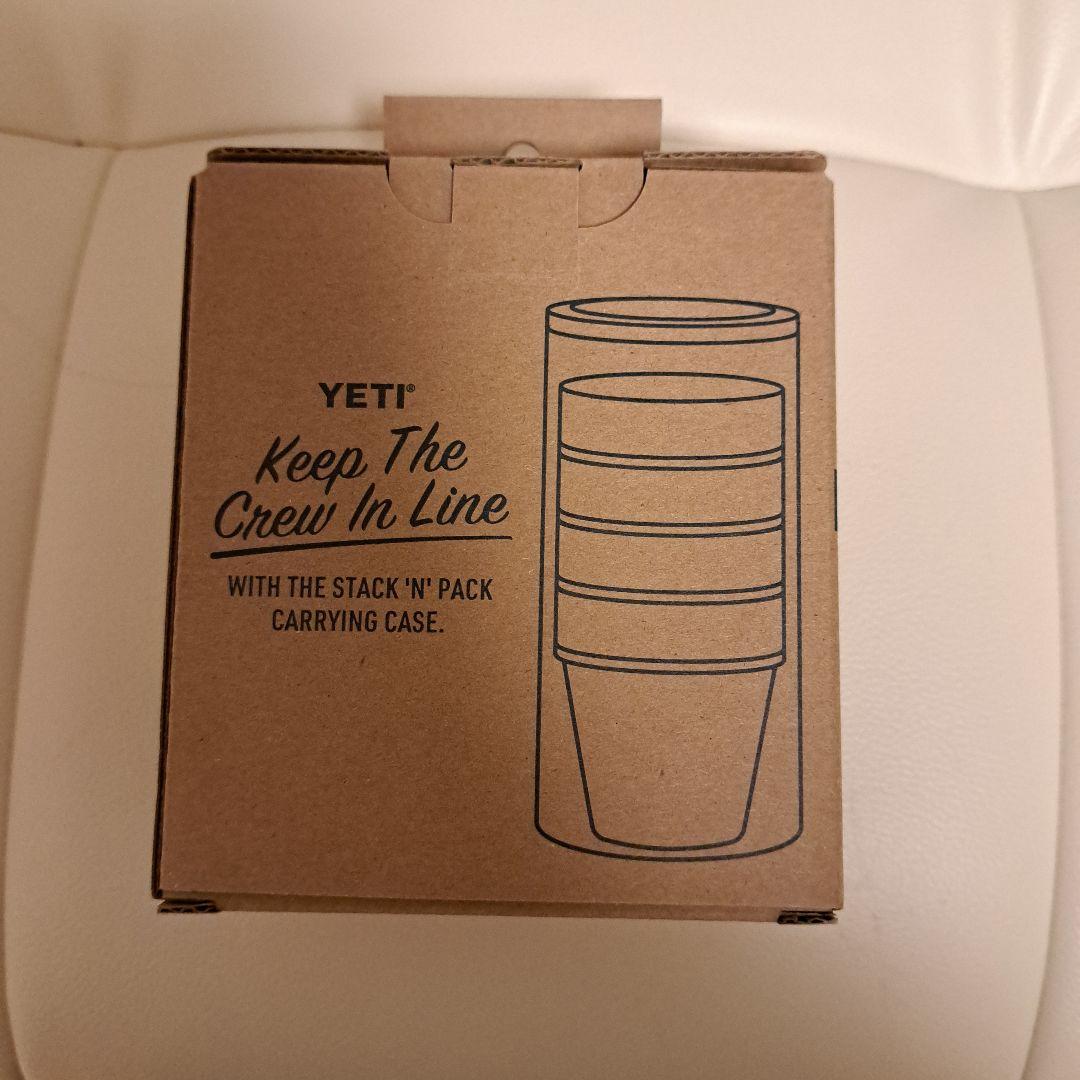 YETI®
Keep The
Crew In Line
WITH THE STACK 'N' PACK
CARRYING CASE.